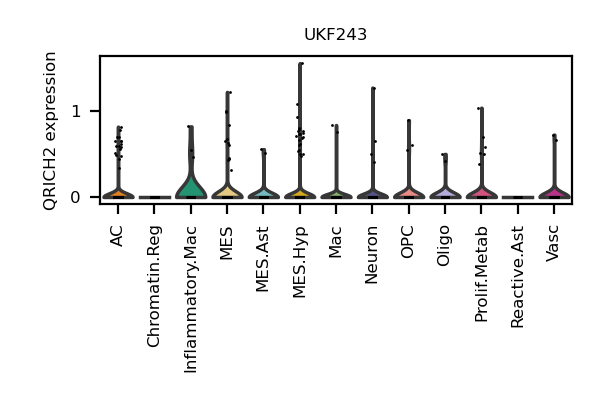 UKF243
QRICH2 expression
1
0
AC
Chromatin.Reg
Inflammatory.Mac
MES
MES.Ast
MES.Hyp
Mac
Neuron
OPC
Oligo
Prolif.Metab
Reactive.Ast
Vasc